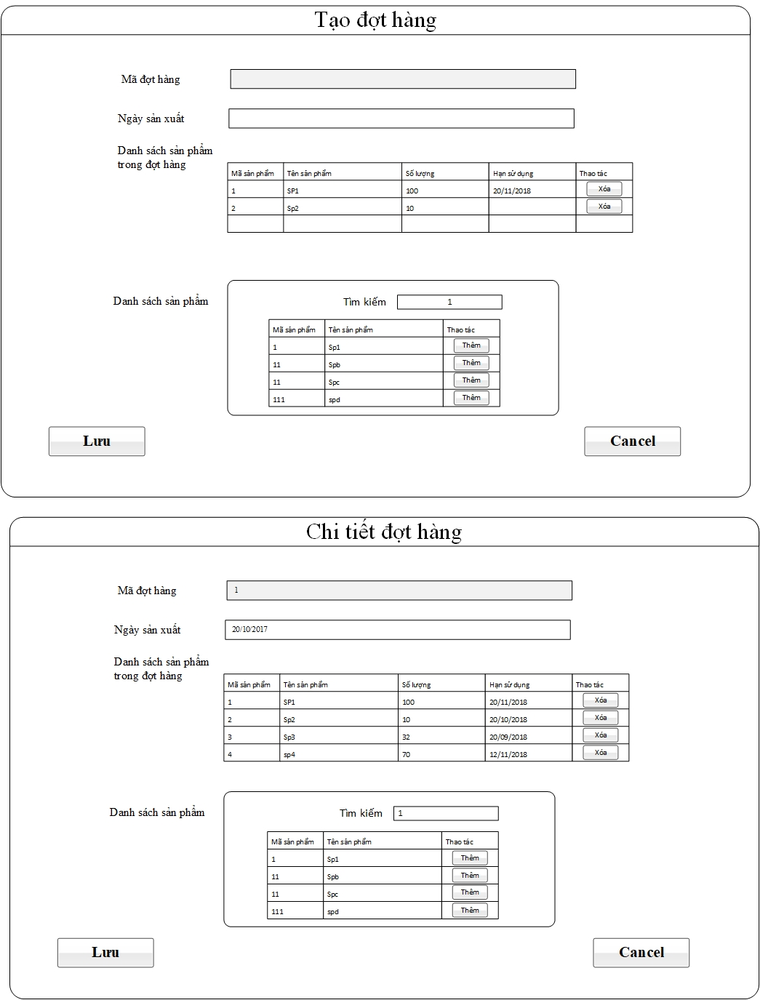 Tạo đợt hàng
Mã đợt hàng
Ngày sản xuất
Danh sách sản phẩm
trong đợt hàng
Mã sản phẩm Tên sản phẩm Số lượng Hạn sử dụng Thao tác
1 SP1 100 20/11/2018 Xóa
2 Sp2 10 Xóa
Danh sách sản phẩm
Tìm kiếm 1
Mã sản phẩm Tên sản phẩm Thao tác
1 Sp1 Thêm
11 Spb Thêm
11 Spc Thêm
111 spd Thêm
Lưu Cancel
Chi tiết đợt hàng
Mã đợt hàng 1
Ngày sản xuất 20/10/2017
Danh sách sản phẩm
trong đợt hàng
Mã sản phẩm Tên sản phẩm Số lượng Hạn sử dụng Thao tác
1 SP1 100 20/11/2018 Xóa
2 Sp2 10 20/10/2018 Xóa
3 Sp3 32 20/09/2018 Xóa
4 sp4 70 12/11/2018 Xóa
Danh sách sản phẩm
Tìm kiếm 1
Mã sản phẩm Tên sản phẩm Thao tác
1 Sp1 Thêm
11 Spb Thêm
11 Spc Thêm
111 spd Thêm
Lưu Cancel